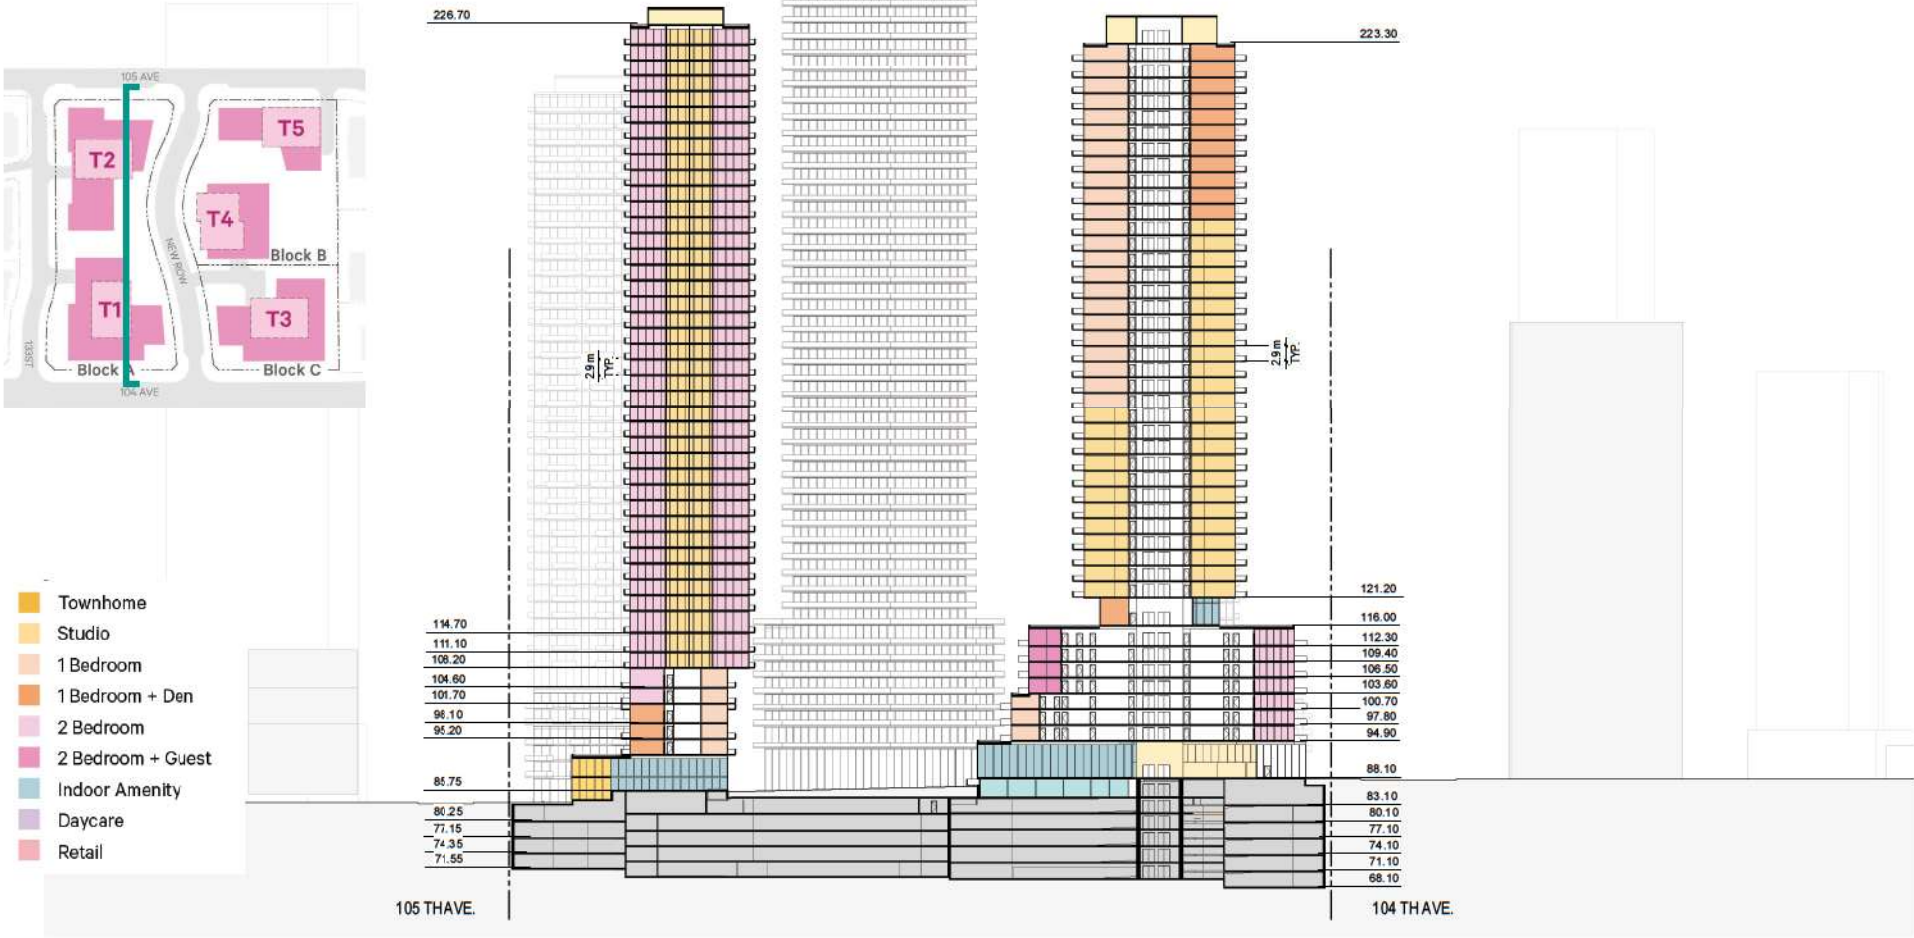 105 AVE
T2
T5
T4
NEW ROW
Block B
T1
T3
133ST
Block A
Block C
104 AVE
Townhome
Studio
1 Bedroom
1 Bedroom + Den
2 Bedroom
2 Bedroom + Guest
Indoor Amenity
Daycare
Retail
226.70
2.9 m
TYP.
114.70
111.10
108.20
104.60
101.70
98.10
95.20
85.75
80.25
77.15
74.35
71.55
105 TH AVE.
223.30
2.9 m
TYP.
121.20
116.00
112.30
109.40
106.50
103.60
100.70
97.80
94.90
88.10
83.10
80.10
77.10
74.10
71.10
68.10
104 TH AVE.